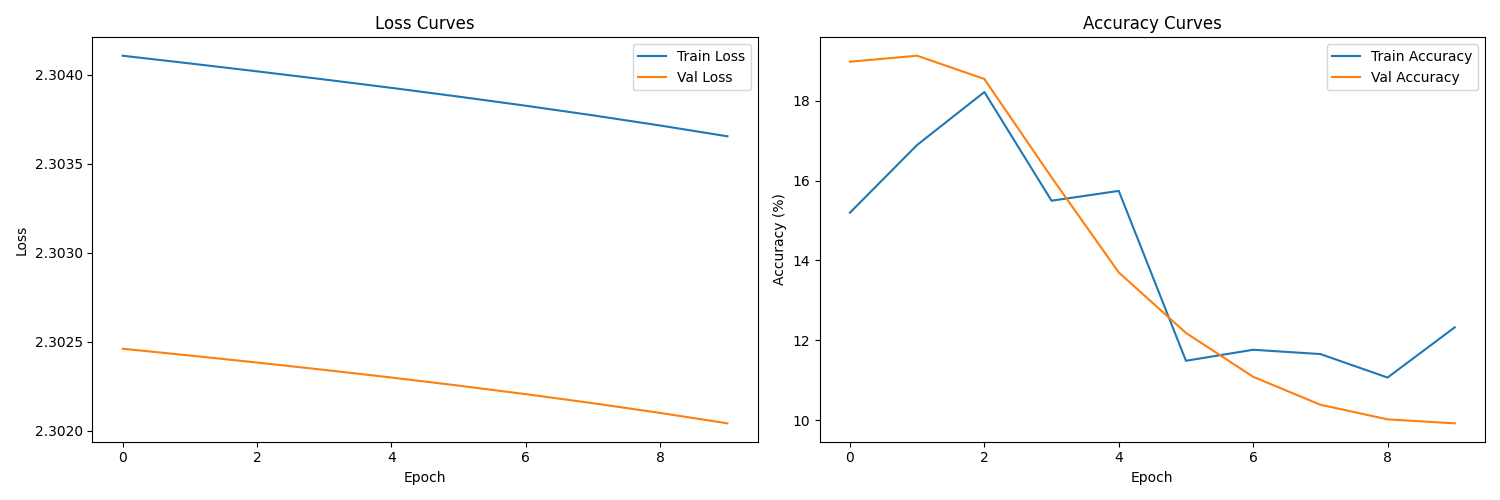 Loss Curves
Train Loss
Val Loss
2.3040
2.3035
2.3030
2.3025
2.3020
Loss
0 2 4 6 8
Epoch
Accuracy Curves
Train Accuracy
Val Accuracy
18
16
14
12
10
Accuracy (%)
0 2 4 6 8
Epoch